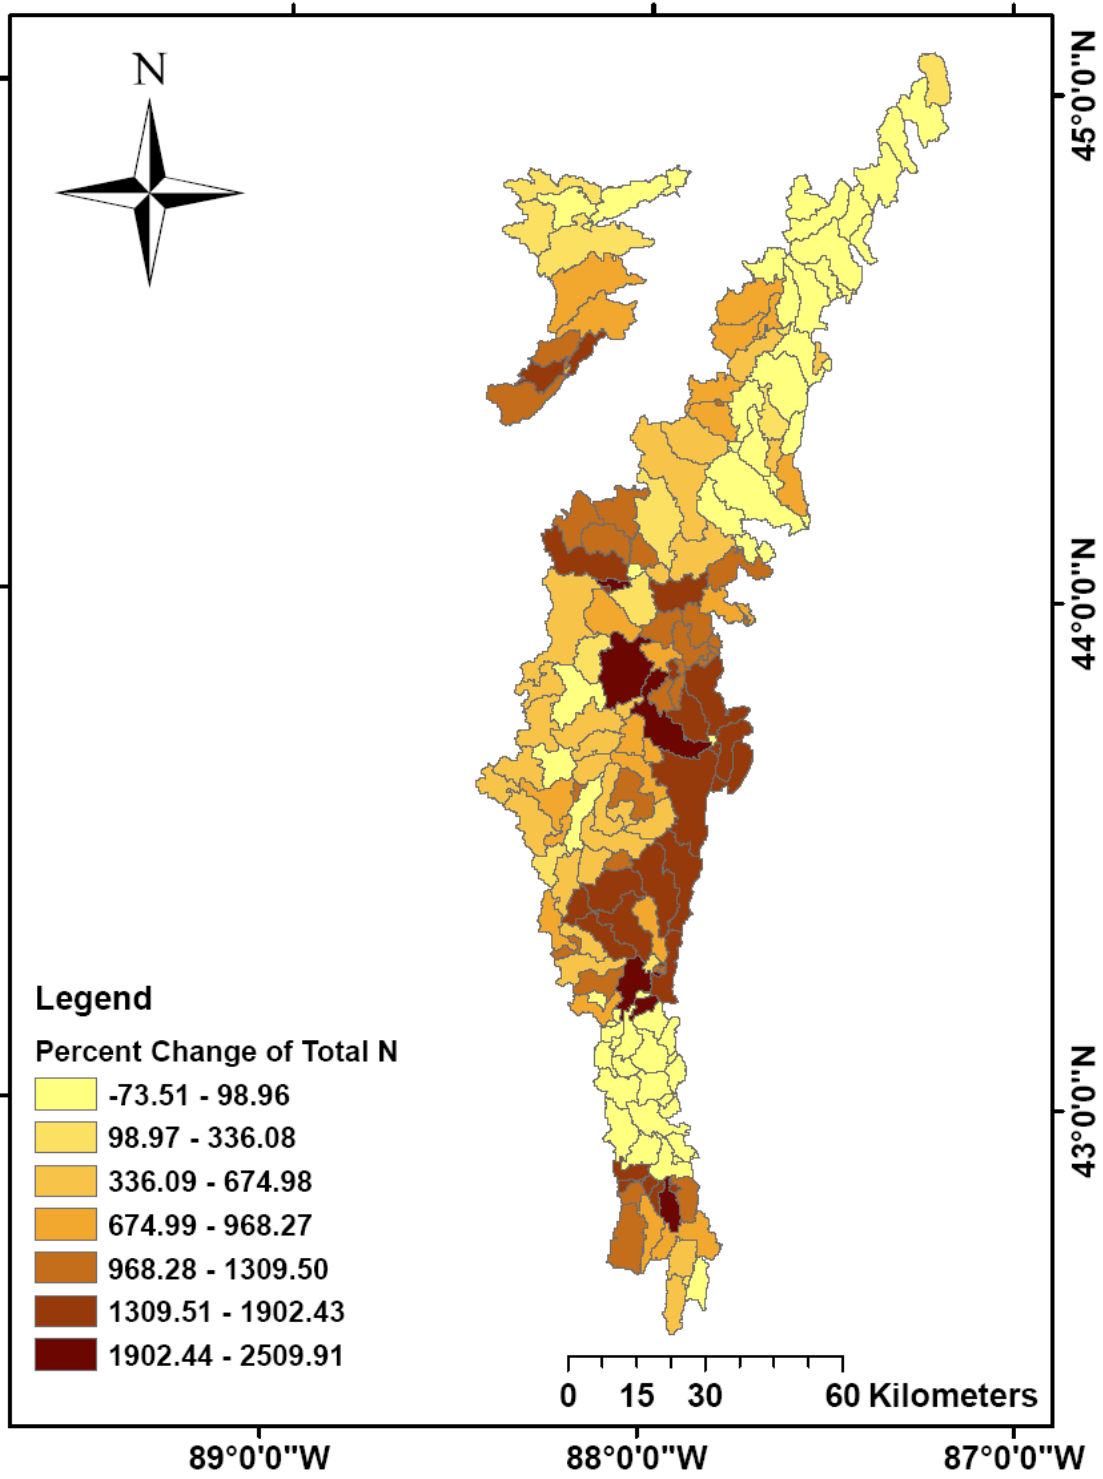 N
45°0'0"N
44°0'0"N
43°0'0"N
Legend
Percent Change of Total N
-73.51 - 98.96
98.97 - 336.08
336.09 - 674.98
674.99 - 968.27
968.28 - 1309.50
1309.51 - 1902.43
1902.44 - 2509.91
0 15 30 60 Kilometers
89°0'0"W 88°0'0"W 87°0'0"W